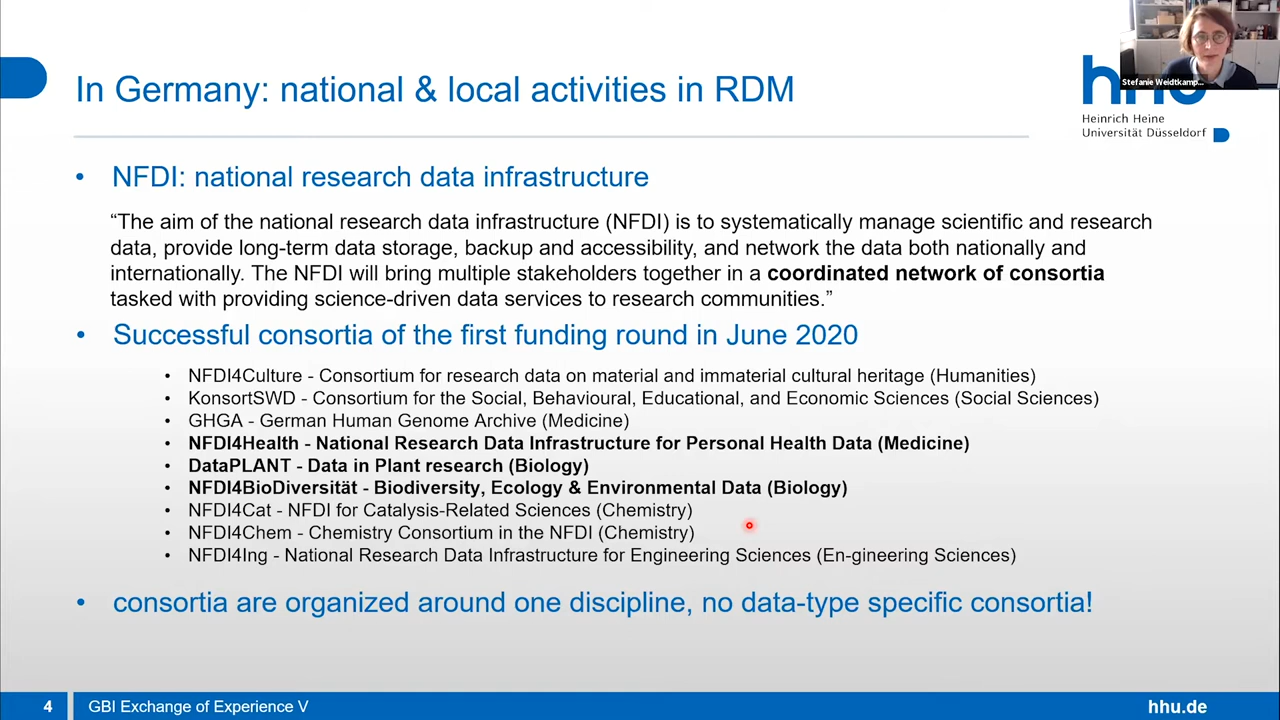 Stefanie Weidtkamp...
In Germany: national & local activities in RDM
Heinrich Heine
Universität Düsseldorf
• NFDI: national research data infrastructure
“The aim of the national research data infrastructure (NFDI) is to systematically manage scientific and research
data, provide long-term data storage, backup and accessibility, and network the data both nationally and
internationally. The NFDI will bring multiple stakeholders together in a coordinated network of consortia
tasked with providing science-driven data services to research communities.”
• Successful consortia of the first funding round in June 2020
• NFDI4Culture - Consortium for research data on material and immaterial cultural heritage (Humanities)
• KonsortSWD - Consortium for the Social, Behavioural, Educational, and Economic Sciences (Social Sciences)
• GHGA - German Human Genome Archive (Medicine)
• NFDI4Health - National Research Data Infrastructure for Personal Health Data (Medicine)
• DataPLANT - Data in Plant research (Biology)
• NFDI4BioDiversität - Biodiversity, Ecology & Environmental Data (Biology)
• NFDI4Cat - NFDI for Catalysis-Related Sciences (Chemistry)
• NFDI4Chem - Chemistry Consortium in the NFDI (Chemistry)
• NFDI4Ing - National Research Data Infrastructure for Engineering Sciences (En-gineering Sciences)
• consortia are organized around one discipline, no data-type specific consortia!
4 GBI Exchange of Experience V hhu.de